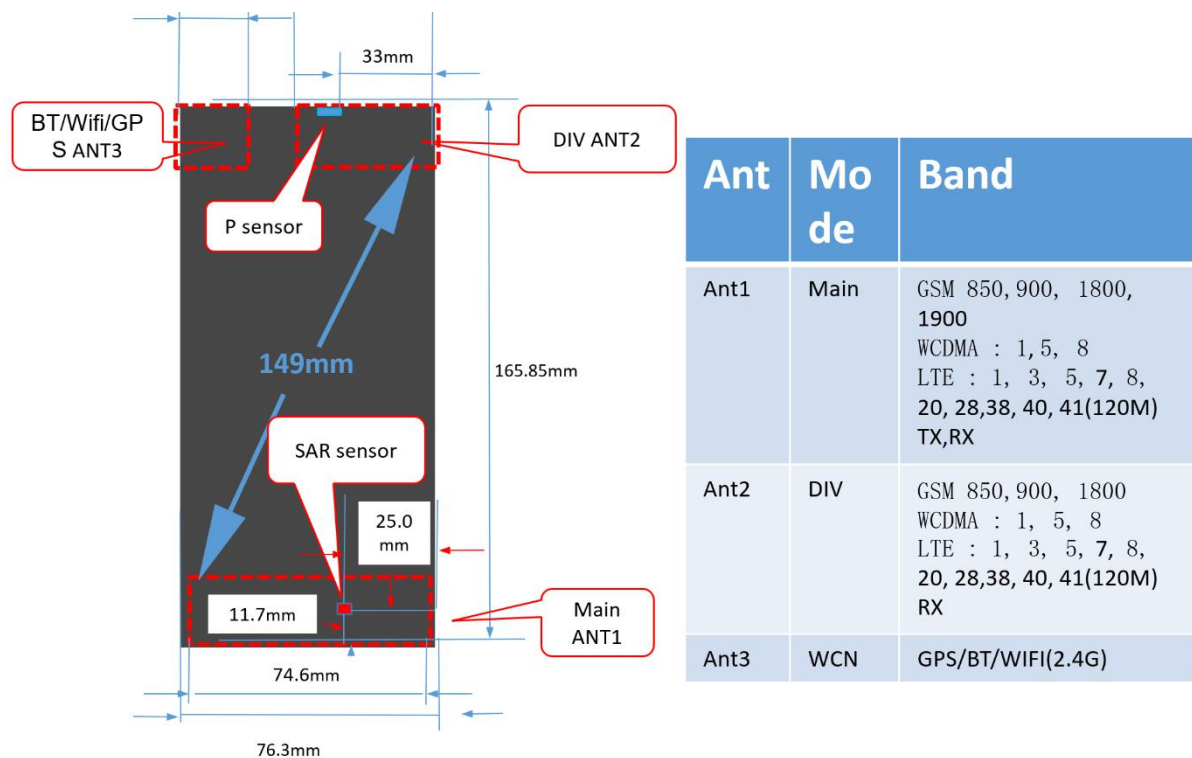 33mm
BT/Wifi/GP
S ANT3
DIV ANT2
P sensor
149mm
165.85mm
SAR sensor
25.0
mm
11.7mm
Main
ANT1
74.6mm
76.3mm
Ant
Mo
de
Band
Ant1
Main
GSM 850,900, 1800,
1900
WCDMA : 1,5, 8
LTE : 1, 3, 5, 7, 8,
20, 28,38, 40, 41(120M)
TX,RX
Ant2
DIV
GSM 850,900, 1800
WCDMA : 1, 5, 8
LTE : 1, 3, 5, 7, 8,
20, 28,38, 40, 41(120M)
RX
Ant3
WCN
GPS/BT/WIFI(2.4G)